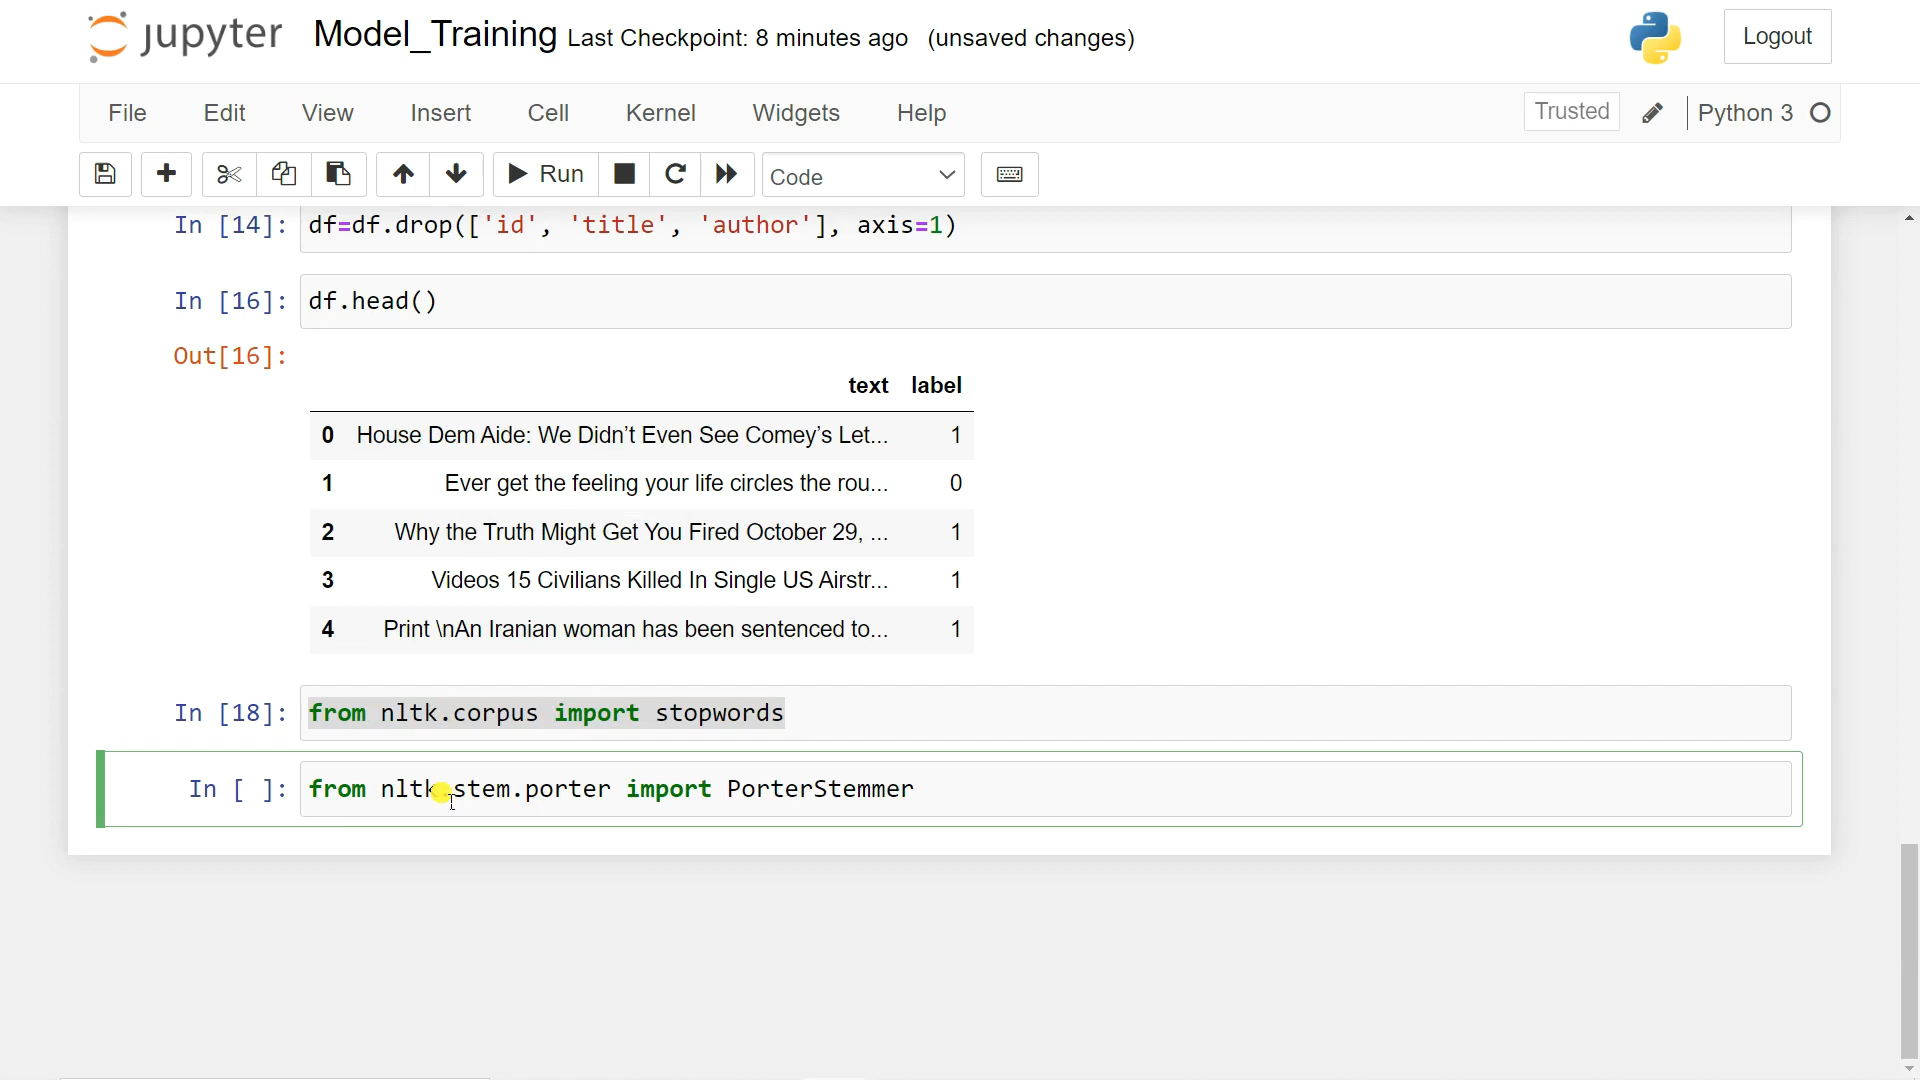 jupyter Model_Training Last Checkpoint: 8 minutes ago (unsaved changes) Logout
File Edit View Insert Cell Kernel Widgets Help Trusted Python 3
Run Code
In [14]: df=df.drop(['id', 'title', 'author'], axis=1)
In [16]: df.head()
Out[16]:
text label
0 House Dem Aide: We Didn’t Even See Comey’s Let... 1
1 Ever get the feeling your life circles the rou... 0
2 Why the Truth Might Get You Fired October 29, ... 1
3 Videos 15 Civilians Killed In Single US Airstr... 1
4 Print \nAn Iranian woman has been sentenced to... 1
In [18]: from nltk.corpus import stopwords
In [ ]: from nltk.stem.porter import PorterStemmer